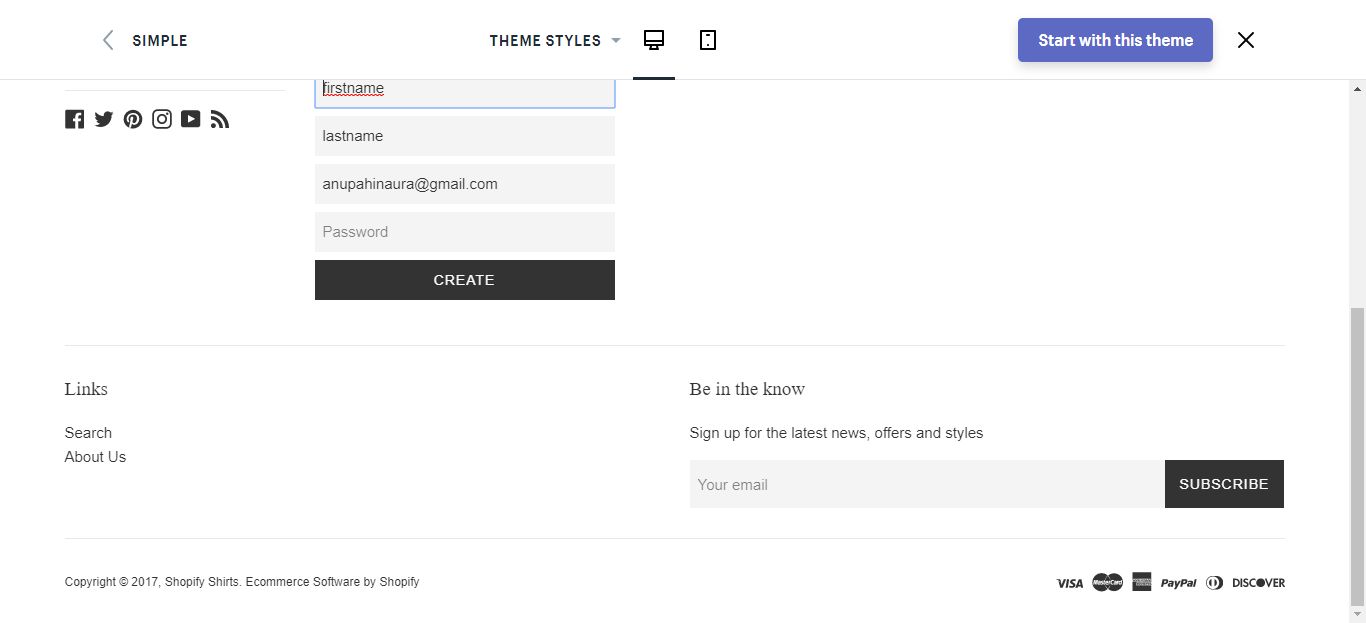 SIMPLE
THEME STYLES
Start with this theme
firstname
lastname
anupahinaura@gmail.com
Password
CREATE
Links
Search
About Us
Be in the know
Sign up for the latest news, offers and styles
Your email
SUBSCRIBE
Copyright © 2017, Shopify Shirts. Ecommerce Software by Shopify
VISA MasterCard PayPal DISCOVER